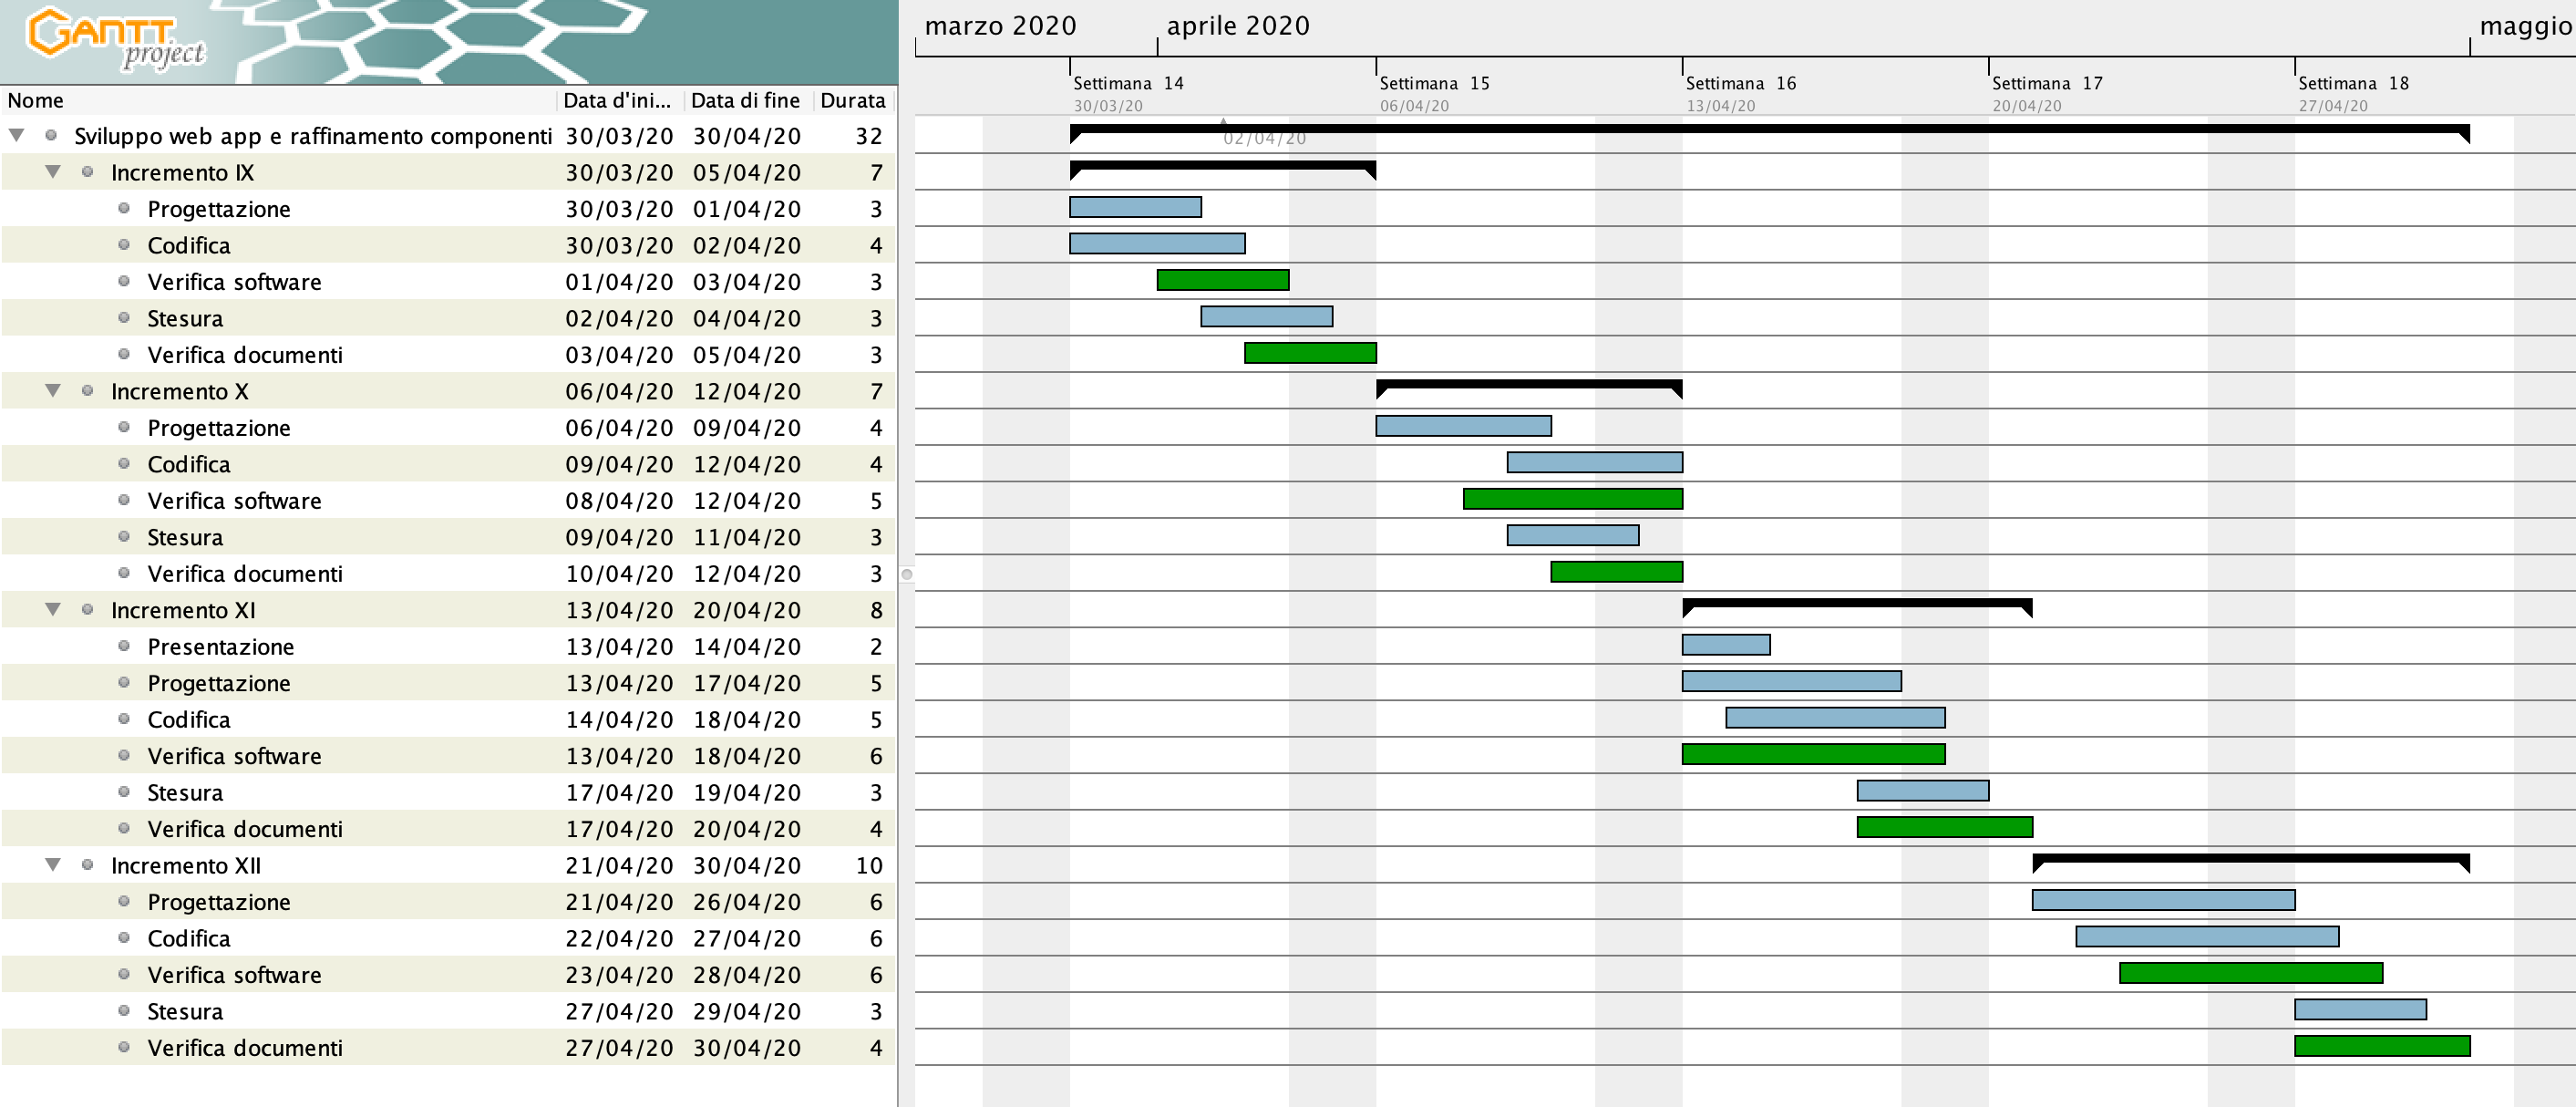 GANTT
project
marzo 2020 aprile 2020 maggio
Settimana 14 Settimana 15 Settimana 16 Settimana 17 Settimana 18
30/03/20 06/04/20 13/04/20 20/04/20 27/04/20
Nome Data d'ini... Data di fine Durata
Sviluppo web app e raffinamento componenti 30/03/20 30/04/20 32
02/04/20
Incremento IX 30/03/20 05/04/20 7
Progettazione 30/03/20 01/04/20 3
Codifica 30/03/20 02/04/20 4
Verifica software 01/04/20 03/04/20 3
Stesura 02/04/20 04/04/20 3
Verifica documenti 03/04/20 05/04/20 3
Incremento X 06/04/20 12/04/20 7
Progettazione 06/04/20 09/04/20 4
Codifica 09/04/20 12/04/20 4
Verifica software 08/04/20 12/04/20 5
Stesura 09/04/20 11/04/20 3
Verifica documenti 10/04/20 12/04/20 3
Incremento XI 13/04/20 20/04/20 8
Presentazione 13/04/20 14/04/20 2
Progettazione 13/04/20 17/04/20 5
Codifica 14/04/20 18/04/20 5
Verifica software 13/04/20 18/04/20 6
Stesura 17/04/20 19/04/20 3
Verifica documenti 17/04/20 20/04/20 4
Incremento XII 21/04/20 30/04/20 10
Progettazione 21/04/20 26/04/20 6
Codifica 22/04/20 27/04/20 6
Verifica software 23/04/20 28/04/20 6
Stesura 27/04/20 29/04/20 3
Verifica documenti 27/04/20 30/04/20 4